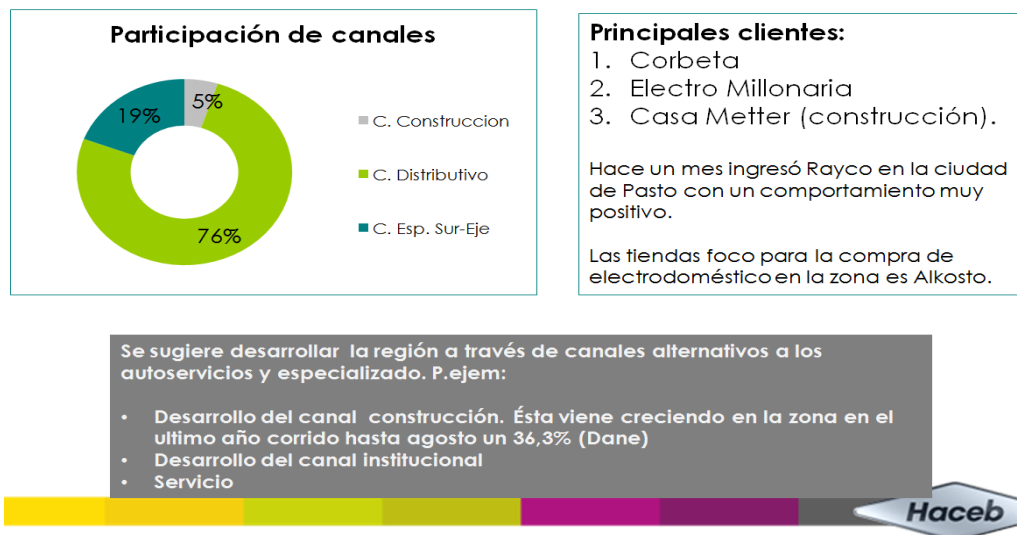 Participación de canales
5%
19%
76%
C. Construccion
C. Distributivo
C. Esp. Sur-Eje
Principales clientes:
1. Corbeta
2. Electro Millonaria
3. Casa Metter (construcción).
Hace un mes ingresó Rayco en la ciudad
de Pasto con un comportamiento muy
positivo.
Las tiendas foco para la compra de
electrodoméstico en la zona es Alkosto.
Se sugiere desarrollar la región a través de canales alternativos a los
autoservicios y especializado. P.ejem:
• Desarrollo del canal construcción. Ésta viene creciendo en la zona en el
ultimo año corrido hasta agosto un 36,3% (Dane)
• Desarrollo del canal institucional
• Servicio
Haceb